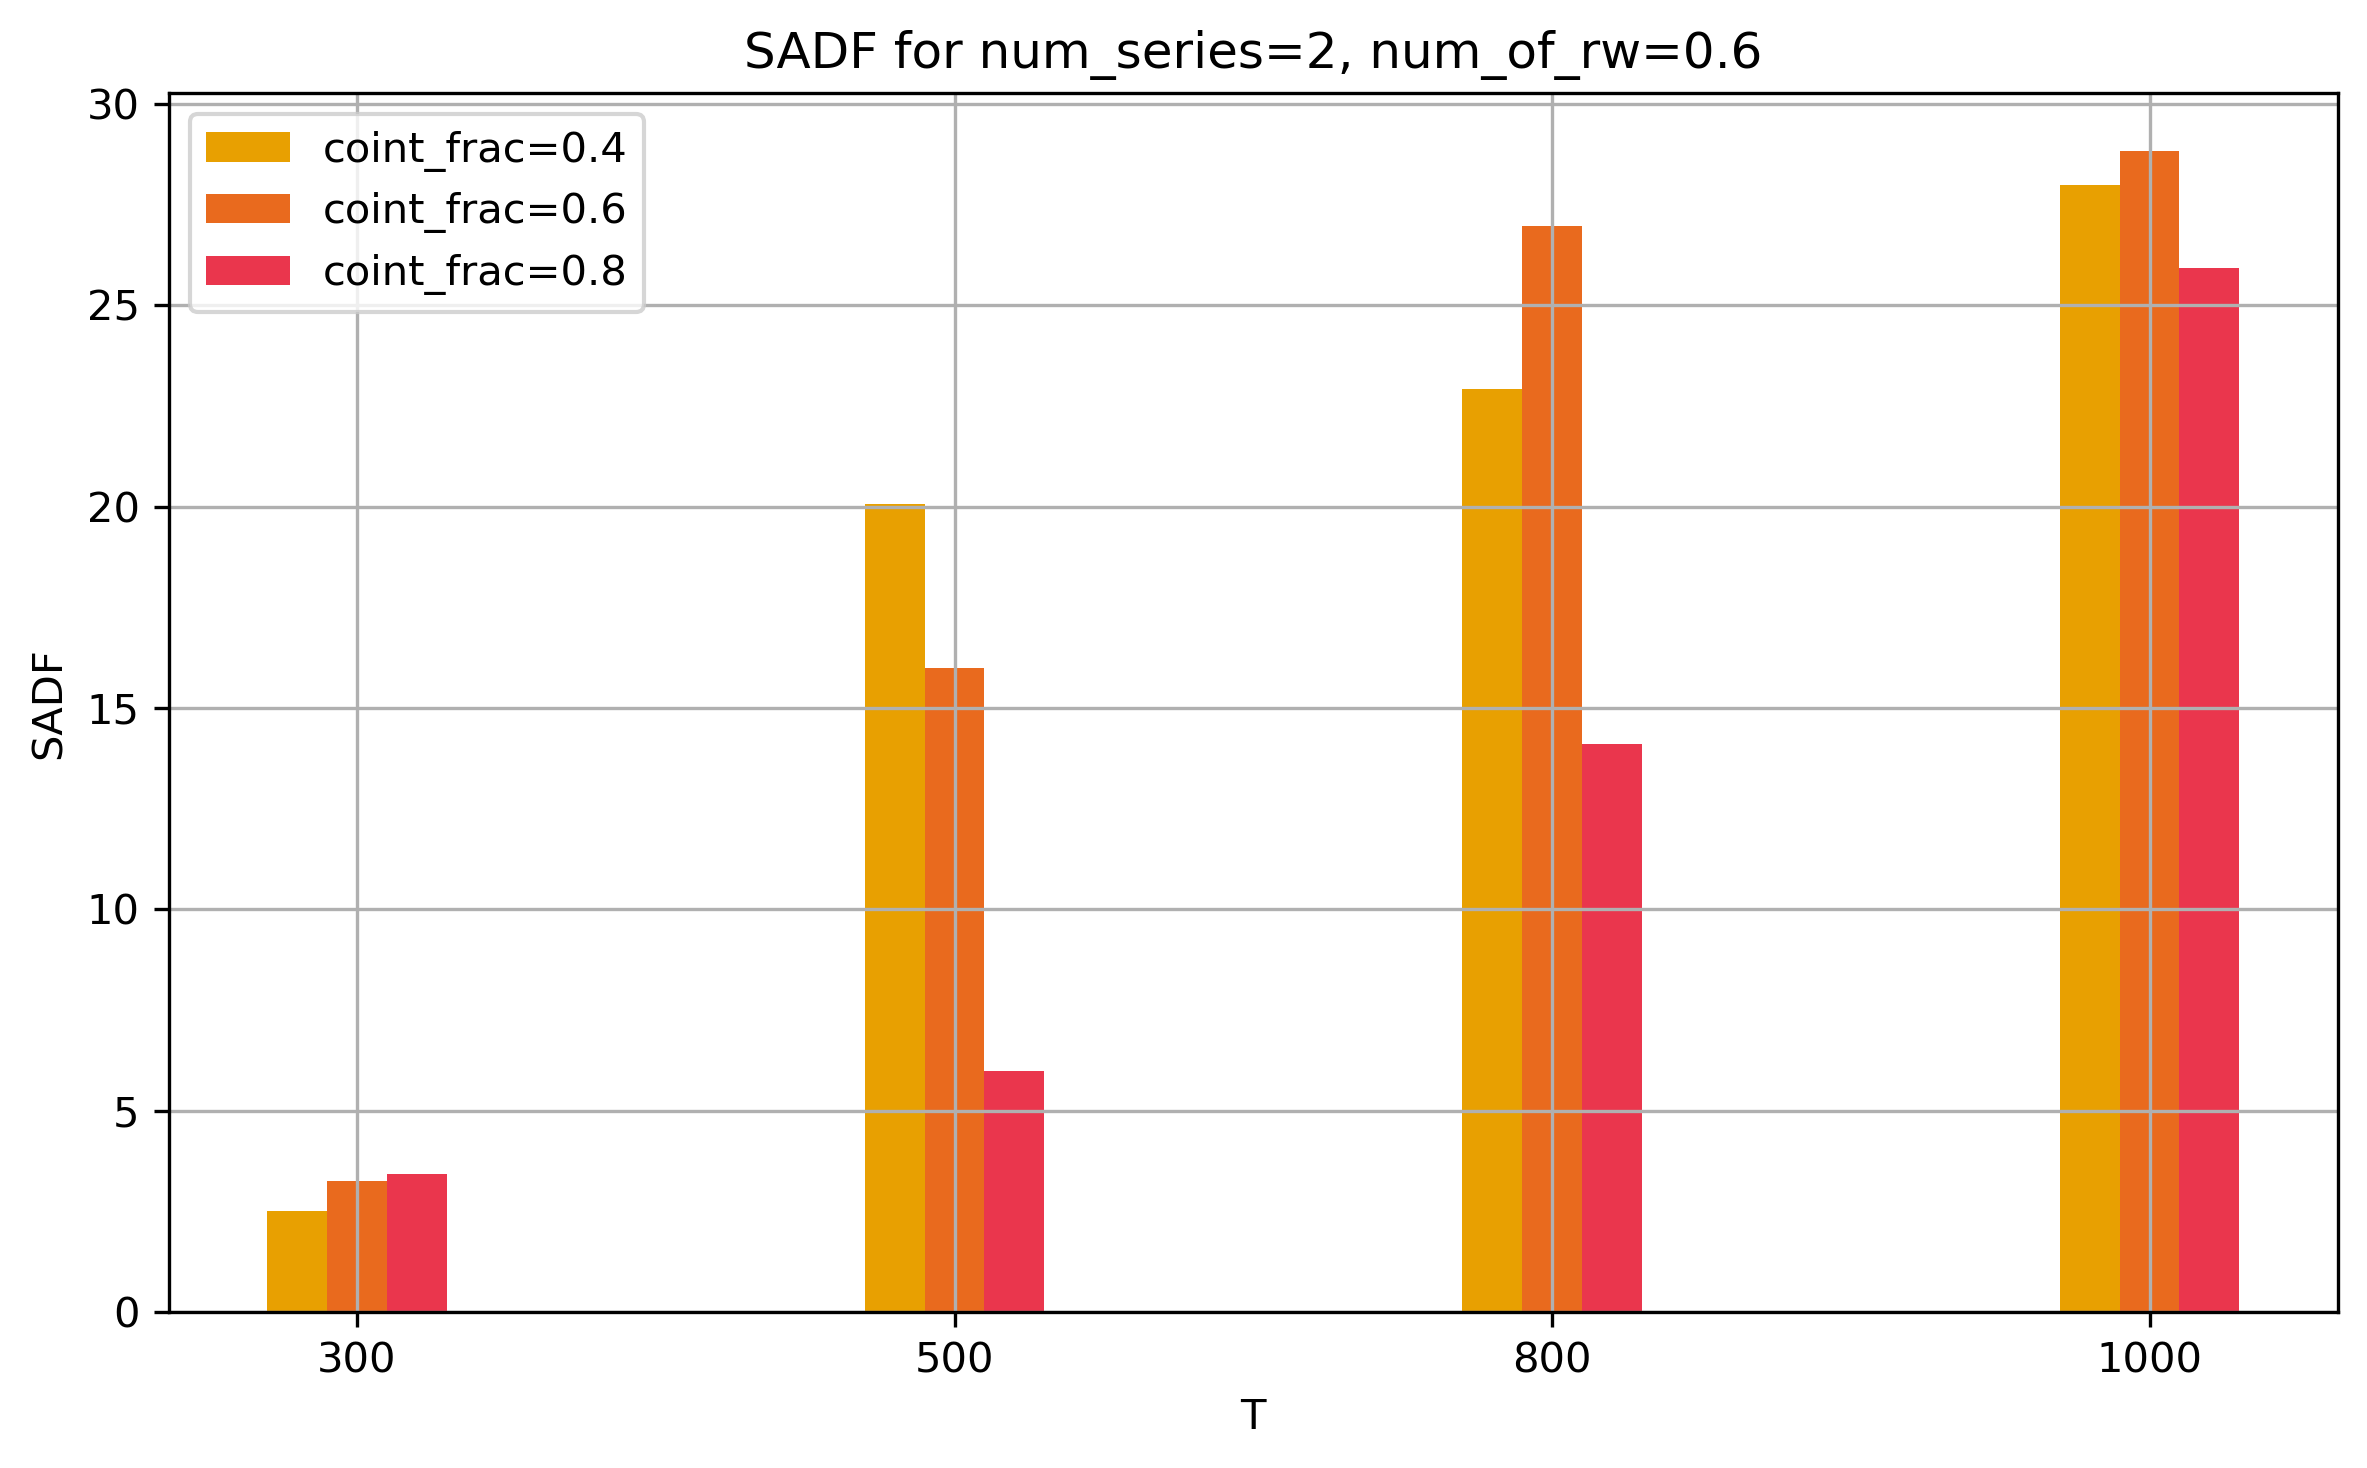 SADF for num_series=2, num_of_rw=0.6
30
25
20
15
10
5
0
SADF
coint_frac=0.4
coint_frac=0.6
coint_frac=0.8
300 500 800 1000
T